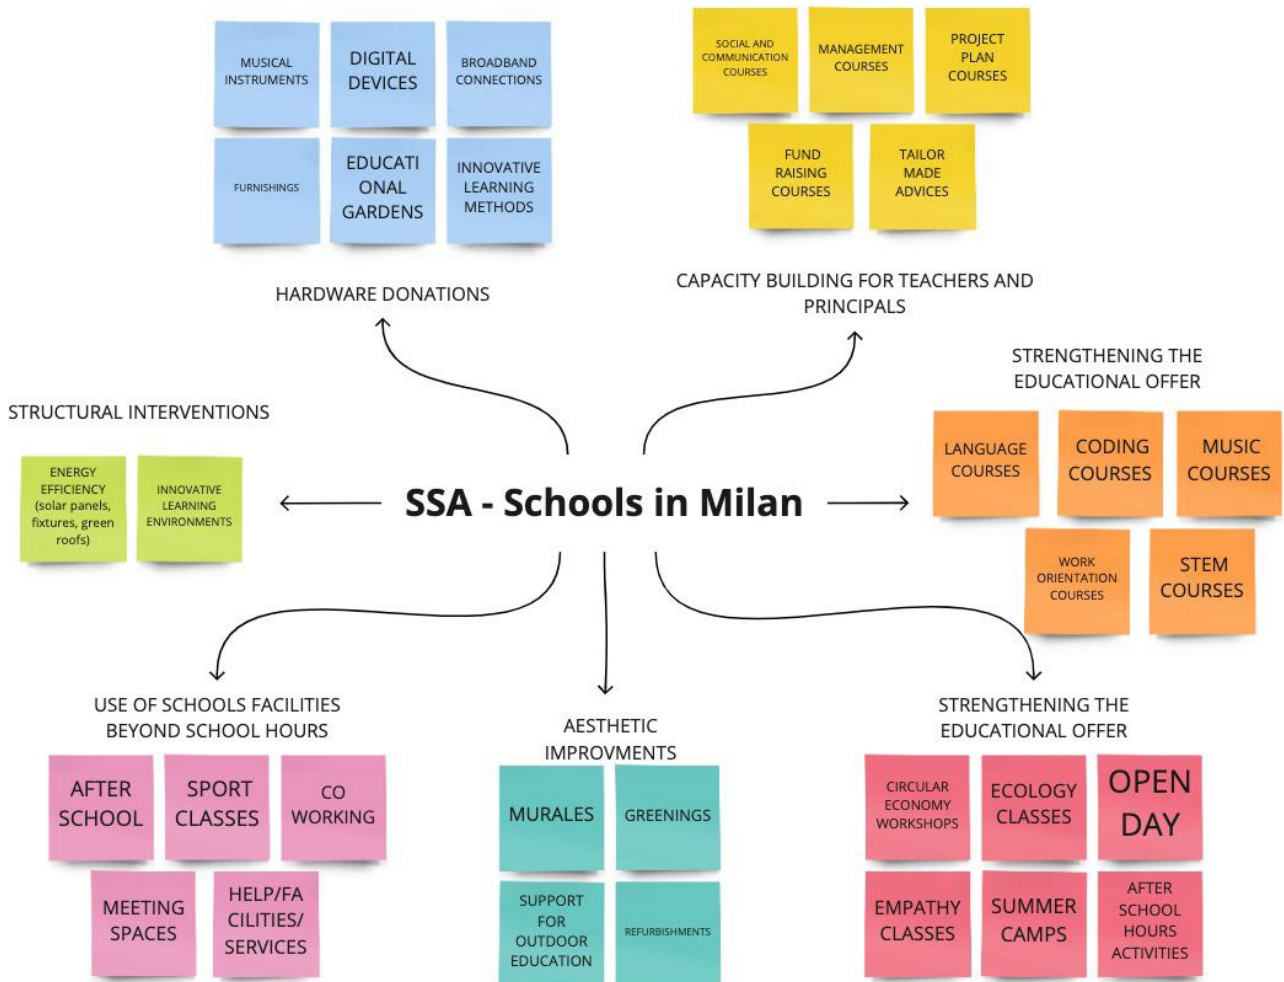 MUSICAL
INSTRUMENTS
DIGITAL
DEVICES
BROADBAND
CONNECTIONS
FURNISHINGS
EDUCATI
ONAL
GARDENS
INNOVATIVE
LEARNING
METHODS
HARDWARE DONATIONS
SOCIAL AND
COMMUNICATION
COURSES
MANAGEMENT
COURSES
PROJECT
PLAN
COURSES
FUND
RAISING
COURSES
TAILOR
MADE
ADVICES
CAPACITY BUILDING FOR TEACHERS AND
PRINCIPALS
STRENGTHENING THE
EDUCATIONAL OFFER
LANGUAGE
COURSES
CODING
COURSES
MUSIC
COURSES
WORK
ORIENTATION
COURSES
STEM
COURSES
STRUCTURAL INTERVENTIONS
ENERGY
EFFICIENCY
(solar panels,
fixtures, green
roofs)
INNOVATIVE
LEARNING
ENVIRONMENTS
SSA - Schools in Milan
USE OF SCHOOLS FACILITIES
BEYOND SCHOOL HOURS
AFTER
SCHOOL
SPORT
CLASSES
CO
WORKING
MEETING
SPACES
HELP/FA
CILITIES/
SERVICES
AESTHETIC
IMPROVMENTS
MURALES
GREENINGS
SUPPORT
FOR
OUTDOOR
EDUCATION
REFURBISHMENTS
STRENGTHENING THE
EDUCATIONAL OFFER
CIRCULAR
ECONOMY
WORKSHOPS
ECOLOGY
CLASSES
OPEN
DAY
EMPATHY
CLASSES
SUMMER
CAMPS
AFTER
SCHOOL
HOURS
ACTIVITIES